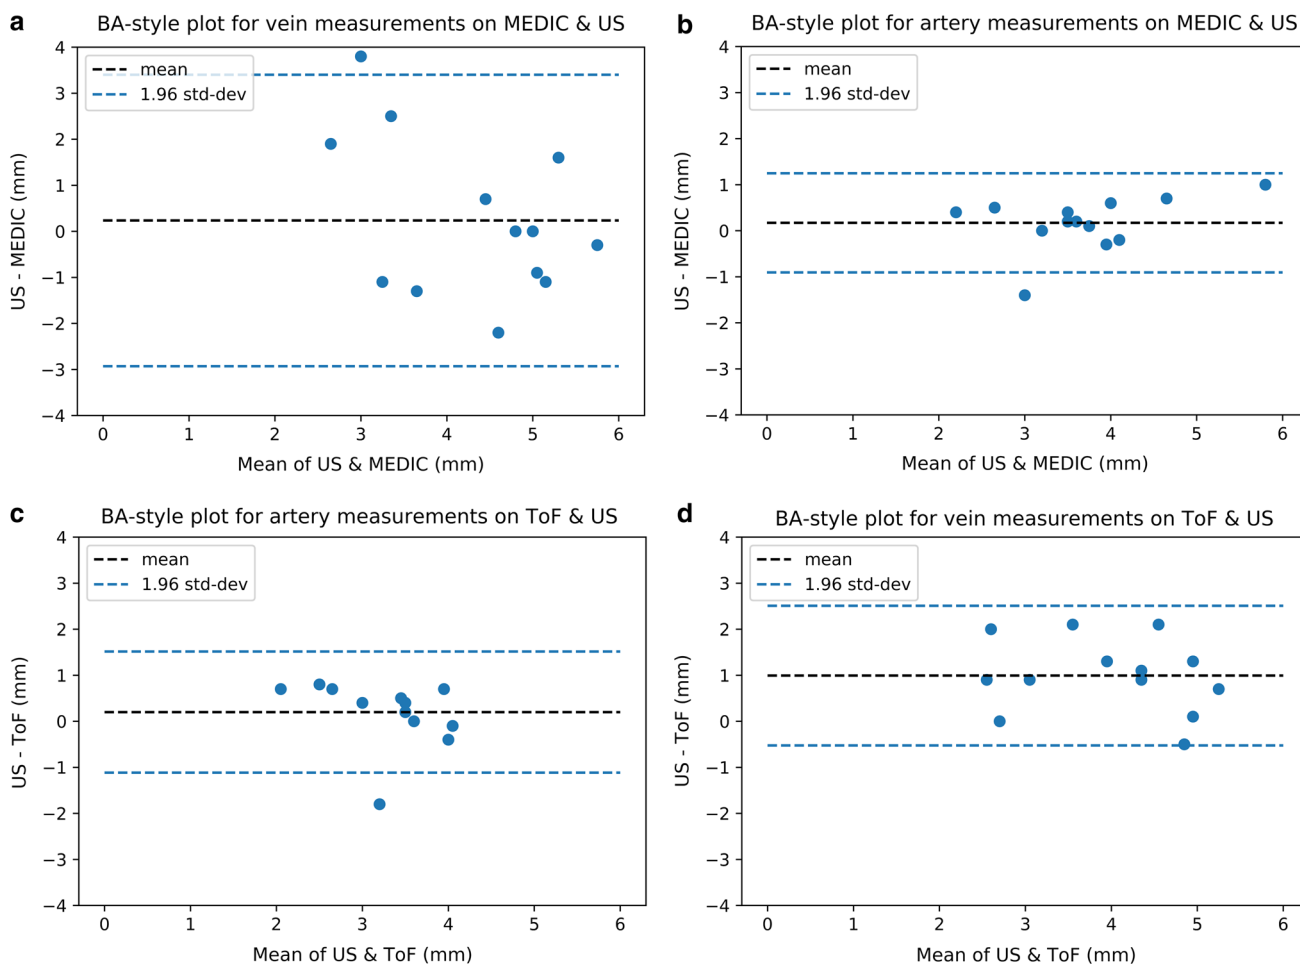 a
BA-style plot for vein measurements on MEDIC & US
mean
1.96 std-dev
4
3
2
1
0
−1
−2
−3
−4
US - MEDIC (mm)
0 1 2 3 4 5 6
Mean of US & MEDIC (mm)
b
BA-style plot for artery measurements on MEDIC & US
mean
1.96 std-dev
4
3
2
1
0
−1
−2
−3
−4
US - MEDIC (mm)
0 1 2 3 4 5 6
Mean of US & MEDIC (mm)
c
BA-style plot for artery measurements on ToF & US
mean
1.96 std-dev
4
3
2
1
0
−1
−2
−3
−4
US - ToF (mm)
0 1 2 3 4 5 6
Mean of US & ToF (mm)
d
BA-style plot for vein measurements on ToF & US
mean
1.96 std-dev
4
3
2
1
0
−1
−2
−3
−4
US - ToF (mm)
0 1 2 3 4 5 6
Mean of US & ToF (mm)